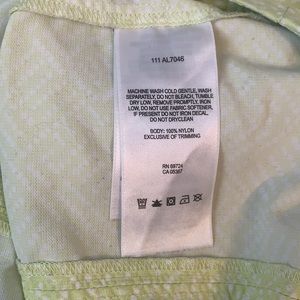 111 AL7046
MACHINE WASH COLD GENTLE, WASH
SEPARATELY, DO NOT BLEACH, TUMBLE
DRY LOW, REMOVE PROMPTLY, IRON
LOW, DO NOT USE FABRIC SOFTENER,
IF PRESENT DO NOT IRON DECAL,
DO NOT DRYCLEAN
BODY: 100% NYLON
EXCLUSIVE OF TRIMMING
RN 69724
CA 05367